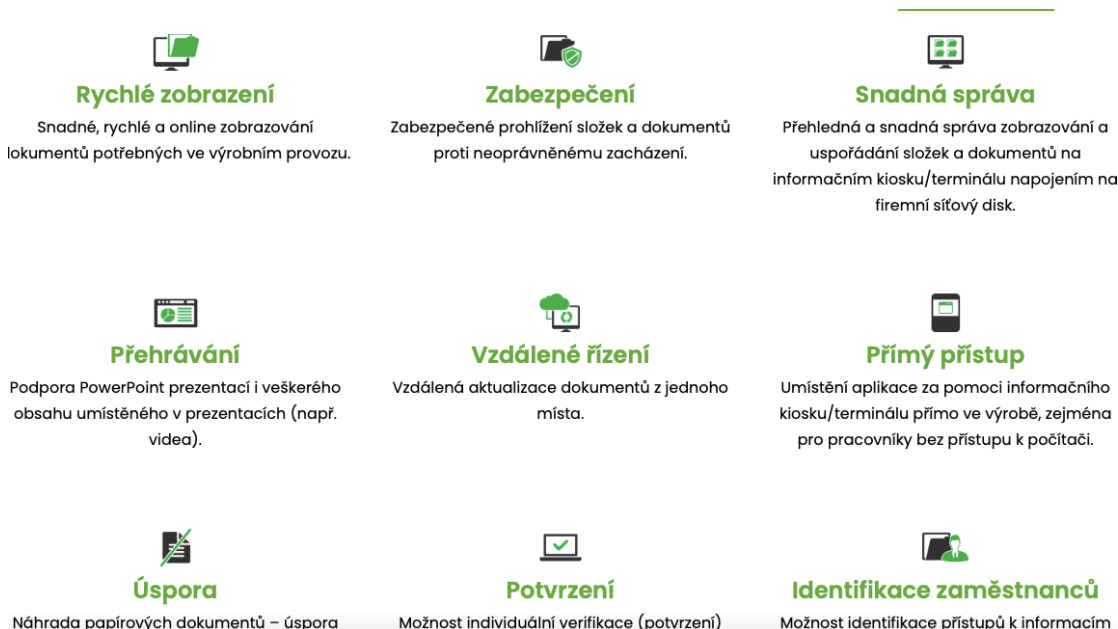 Rychlé zobrazení
Snadné, rychlé a online zobrazování
lokumentů potřebných ve výrobním provozu.
Zabezpečení
Zabezpečené prohlížení složek a dokumentů
proti neoprávněnému zacházení.
Snadná správa
Přehledná a snadná správa zobrazování a
uspořádání složek a dokumentů na
informačním kiosku/terminálu napojením na
firemní síťový disk.
Přehrávání
Podpora PowerPoint prezentací i veškerého
obsahu umístěného v prezentacích (např.
videa).
Vzdálené řízení
Vzdálená aktualizace dokumentů z jednoho
místa.
Přímý přístup
Umístění aplikace za pomoci informačního
kiosku/terminálu přímo ve výrobě, zejména
pro pracovníky bez přístupu k počítači.
Úspora
Náhrada papírových dokumentů – úspora
Potvrzení
Možnost individuální verifikace (potvrzení)
Identifikace zaměstnanců
Možnost identifikace přístupů k informacím